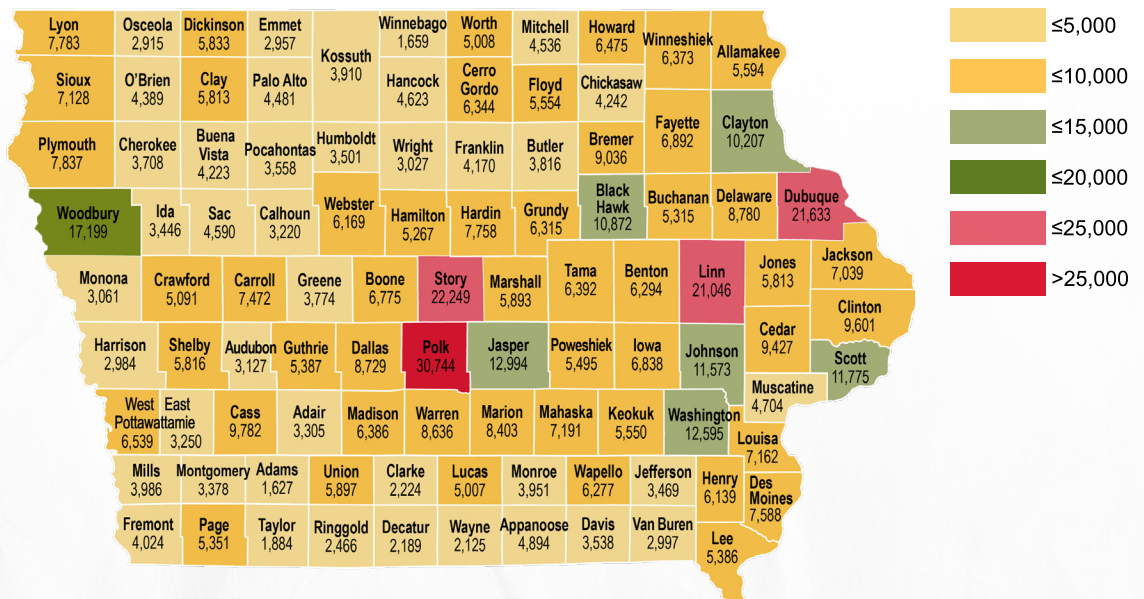 Lyon
7,783
Osceola
2,915
Dickinson
5,833
Emmet
2,957
Kossuth
3,910
Winnebago
1,659
Worth
5,008
Mitchell
4,536
Howard
6,475
Winneshiek
6,373
Allamakee
5,594
Sioux
7,128
O'Brien
4,389
Clay
5,813
Palo Alto
4,481
Hancock
4,623
Cerro
Gordo
6,344
Floyd
5,554
Chickasaw
4,242
Plymouth
7,837
Cherokee
3,708
Buena
Vista
4,223
Pocahontas
3,558
Humboldt
3,501
Wright
3,027
Franklin
4,170
Butler
3,816
Bremer
9,036
Fayette
6,892
Clayton
10,207
Woodbury
17,199
Ida
3,446
Sac
4,590
Calhoun
3,220
Webster
6,169
Hamilton
5,267
Hardin
7,758
Grundy
6,315
Black
Hawk
10,872
Buchanan
5,315
Delaware
8,780
Dubuque
21,633
Monona
3,061
Crawford
5,091
Carroll
7,472
Greene
3,774
Boone
6,775
Story
22,249
Marshall
5,893
Tama
6,392
Benton
6,294
Linn
21,046
Jones
5,813
Jackson
7,039
Clinton
9,601
Harrison
2,984
Shelby
5,816
Audubon
3,127
Guthrie
5,387
Dallas
8,729
Polk
30,744
Jasper
12,994
Poweshiek
5,495
Iowa
6,838
Johnson
11,573
Cedar
9,427
Scott
11,775
Muscatine
4,704
West East
Pottawattamie
6,539 3,250
Cass
9,782
Adair
3,305
Madison
6,386
Warren
8,636
Marion
8,403
Mahaska
7,191
Keokuk
5,550
Washington
12,595
Louisa
7,162
Mills
3,986
Montgomery
3,378
Adams
1,627
Union
5,897
Clarke
2,224
Lucas
5,007
Monroe
3,951
Wapello
6,277
Jefferson
3,469
Henry
6,139
Des
Moines
7,588
Fremont
4,024
Page
5,351
Taylor
1,884
Ringgold
2,466
Decatur
2,189
Wayne
2,125
Appanoose
4,894
Davis
3,538
Van Buren
2,997
Lee
5,386
≤5,000
≤10,000
≤15,000
≤20,000
≤25,000
>25,000